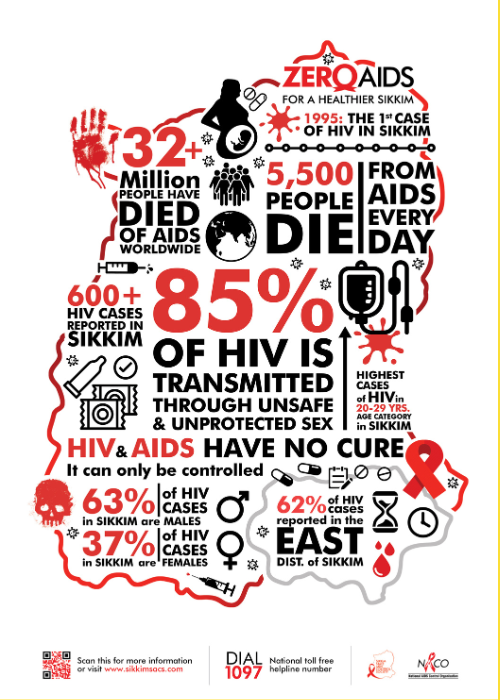 ZERO AIDS
FOR A HEALTHIER SIKKIM
1995: THE 1st CASE
OF HIV IN SIKKIM
32+
Million
PEOPLE HAVE
DIED
OF AIDS
WORLDWIDE
5,500
PEOPLE
DIE
FROM
AIDS
EVERY
DAY
600+
HIV CASES
REPORTED IN
SIKKIM
85%
OF HIV IS
TRANSMITTED
THROUGH UNSAFE
& UNPROTECTED SEX
HIGHEST
CASES
of HIV in
20-29 YRS.
AGE CATEGORY
in SIKKIM
HIV & AIDS HAVE NO CURE
It can only be controlled
63% of HIV CASES
in SIKKIM are MALES
37% of HIV CASES
in SIKKIM are FEMALES
62% of HIV cases
reported in the
EAST
DIST. of SIKKIM
Scan this for more information
or visit www.sikkimsacs.com
DIAL
1097
National toll free
helpline number
NACO
National AIDS Control Organisation